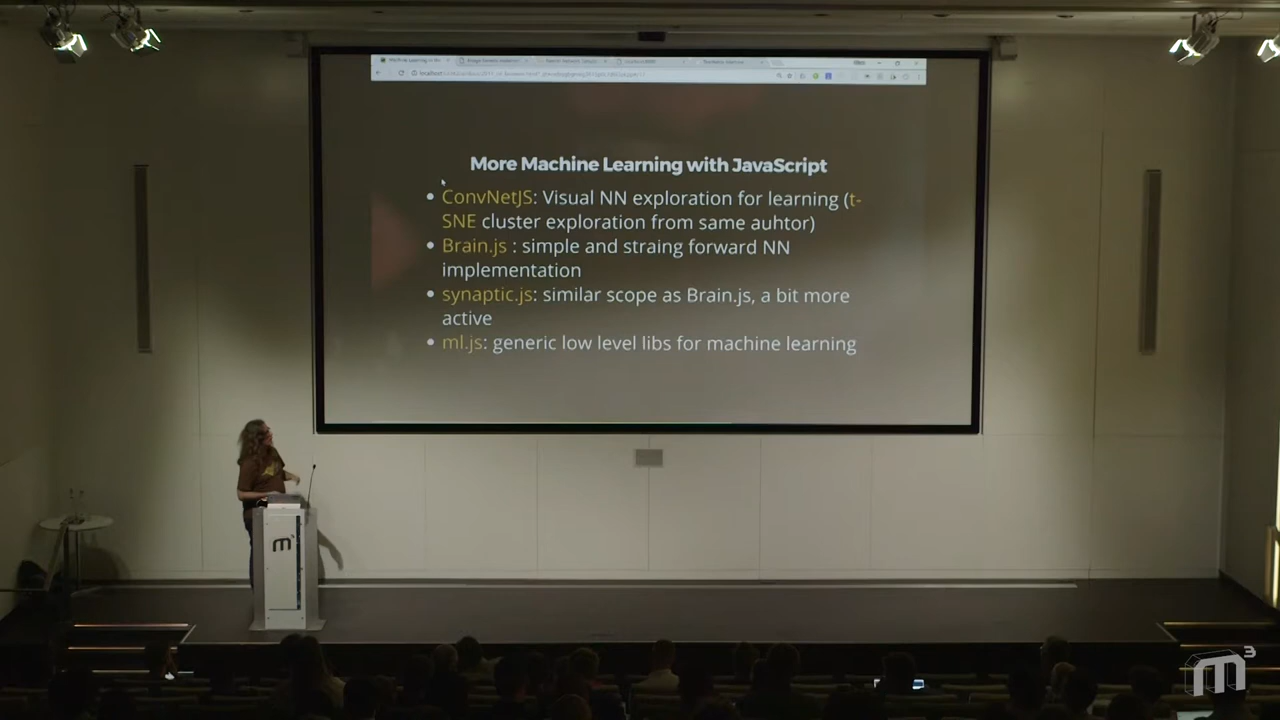 More Machine Learning with JavaScript
ConvNetJS: Visual NN exploration for learning (t-
SNE cluster exploration from same auhtor)
Brain.js : simple and straing forward NN
implementation
synaptic.js: similar scope as Brain.js, a bit more
active
ml.js: generic low level libs for machine learning
m³
m³